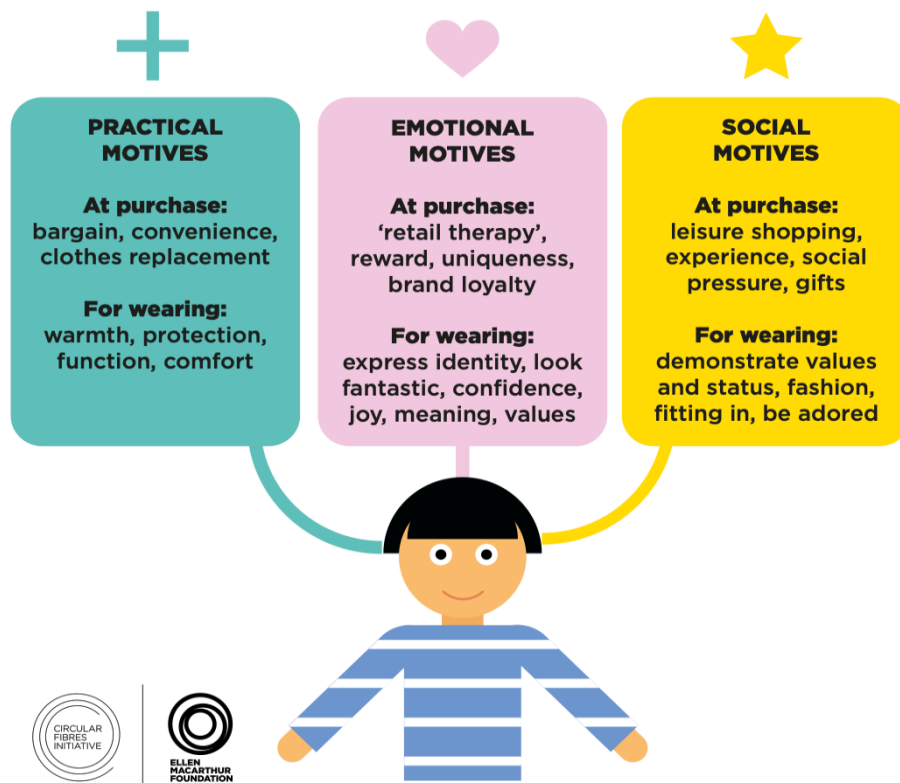 PRACTICAL
MOTIVES
At purchase:
bargain, convenience,
clothes replacement
For wearing:
warmth, protection,
function, comfort
EMOTIONAL
MOTIVES
At purchase:
‘retail therapy’,
reward, uniqueness,
brand loyalty
For wearing:
express identity, look
fantastic, confidence,
joy, meaning, values
SOCIAL
MOTIVES
At purchase:
leisure shopping,
experience, social
pressure, gifts
For wearing:
demonstrate values
and status, fashion,
fitting in, be adored
CIRCULAR
FIBRES
INITIATIVE
ELLEN
MACARTHUR
FOUNDATION